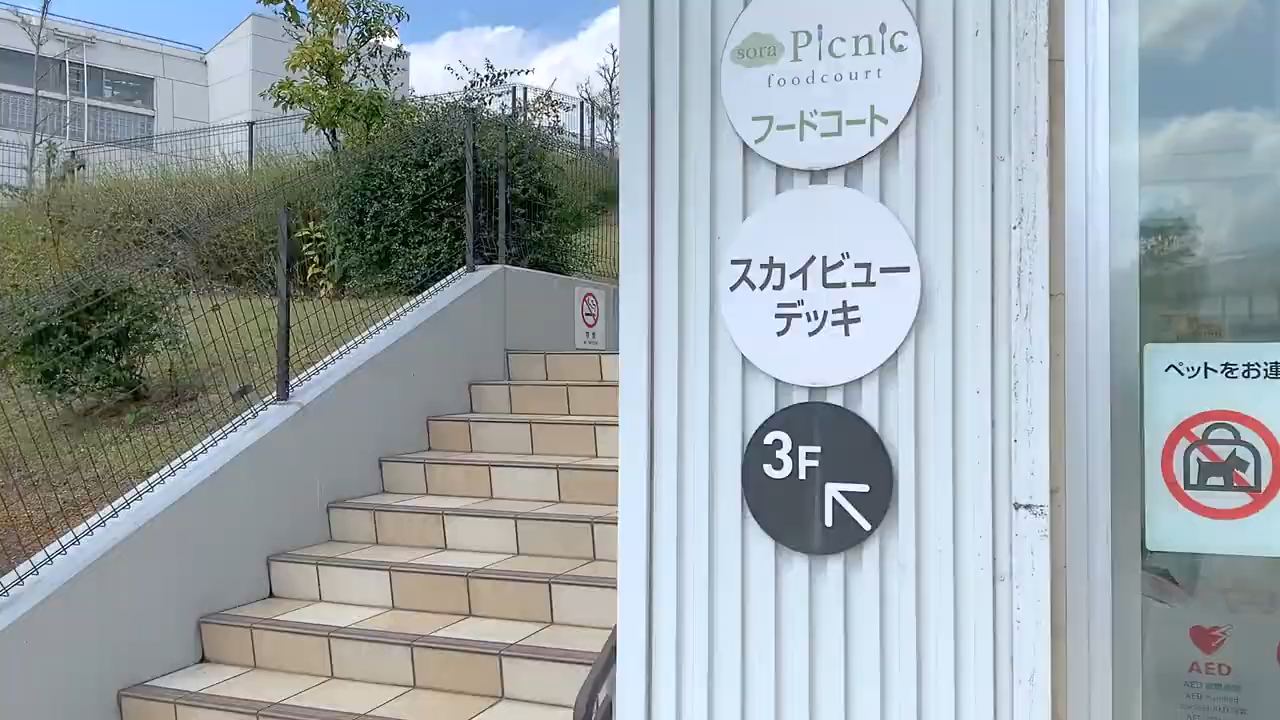 sora Picnic
foodcourt
フードコート
スカイビュー
デッキ
3F
ペットをお連
AED